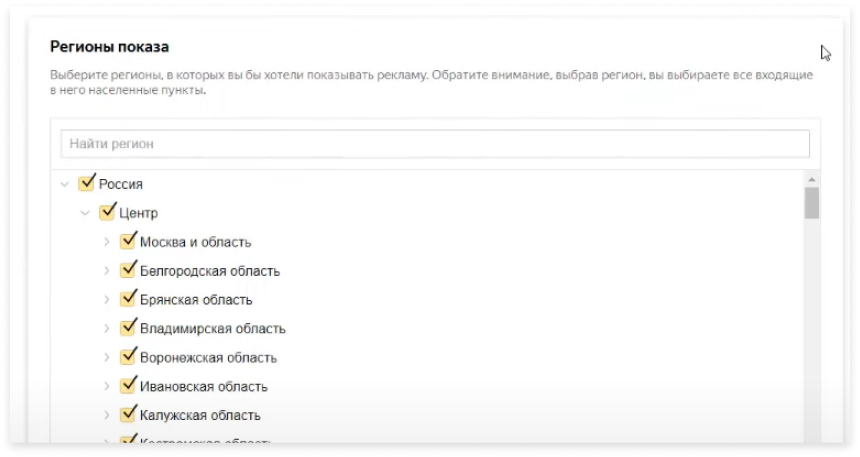 Регионы показа
Выберите регионы, в которых вы бы хотели показывать рекламу. Обратите внимание, выбрав регион, вы выбираете все входящие
в него населенные пункты.
Найти регион
Россия
Центр
Москва и область
Белгородская область
Брянская область
Владимирская область
Воронежская область
Ивановская область
Калужская область
Костромская область